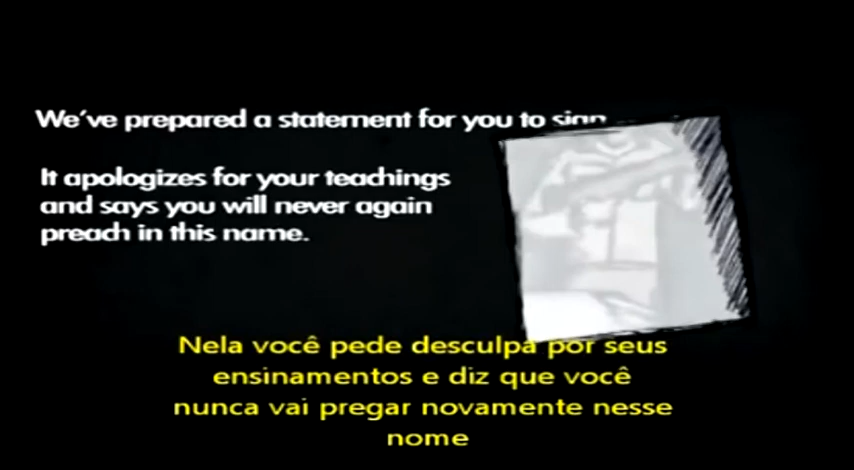 We've prepared a statement for you to sign
It apologizes for your teachings
and says you will never again
preach in this name.
Nela você pede desculpa por seus
ensinamentos e diz que você
nunca vai pregar novamente nesse
nome